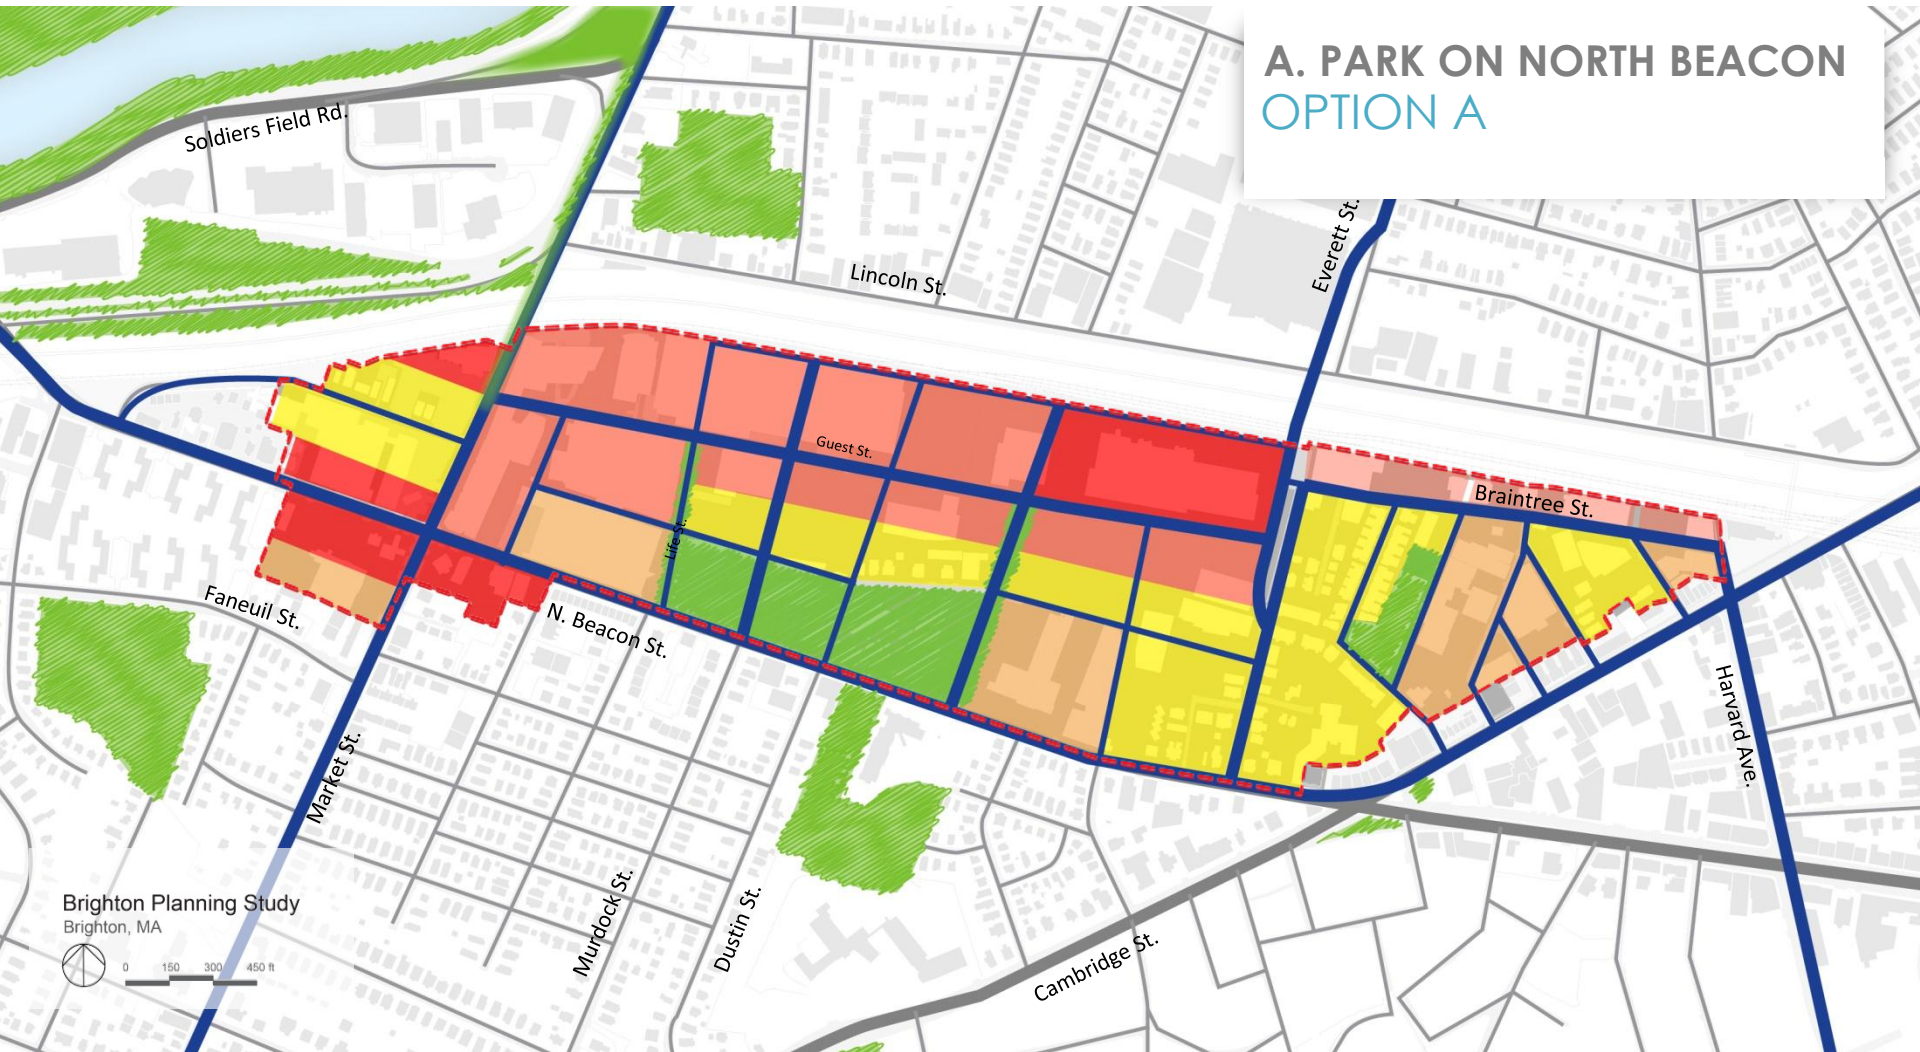 A. PARK ON NORTH BEACON
OPTION A
Soldiers Field Rd.
Everett St.
Lincoln St.
Guest St.
Braintree St.
Life St.
Faneuil St.
N. Beacon St.
Harvard Ave.
Market St.
Murdock St.
Dustin St.
Cambridge St.
Brighton Planning Study
Brighton, MA
0 150 300 450 ft